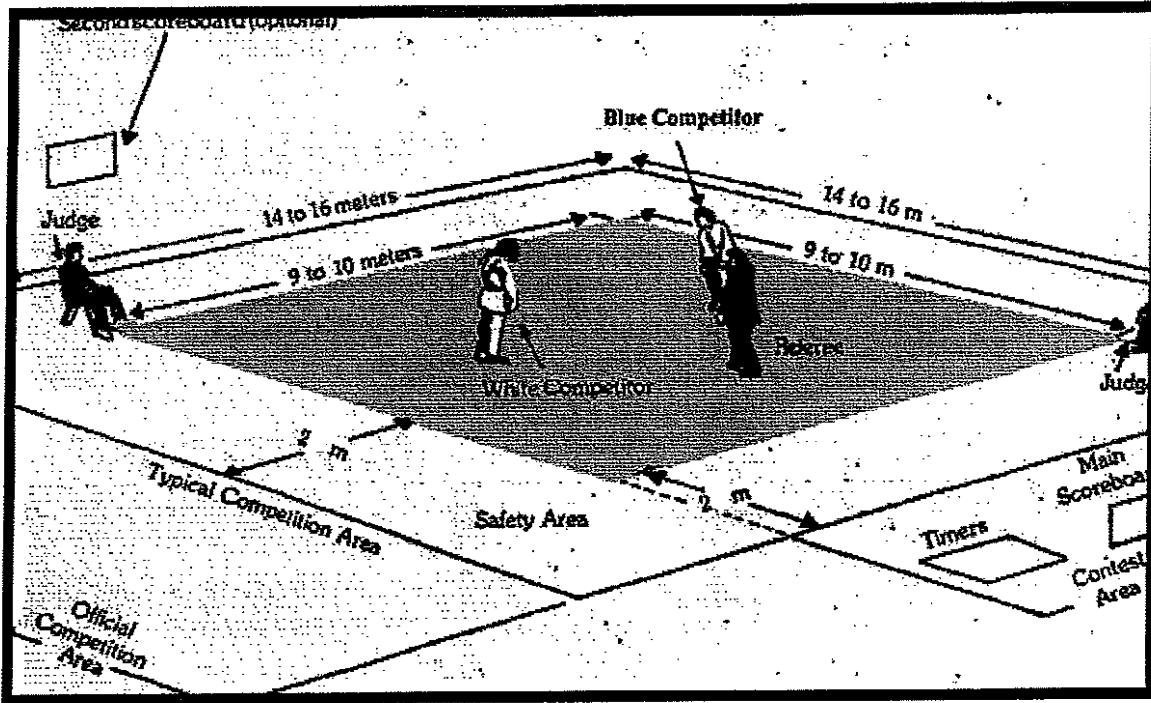 Second scoreboard (optional)
Blue Competitor
Judge
14 to 16 meters
14 to 16 m
9 to 10 meters
9 to 10 m
Referee
White Competitor
Judg
2 m
Typical Competition Area
2 m
Main
Scoreboa
Safety Area
Timers
Contest
Area
Official
Competition
Area